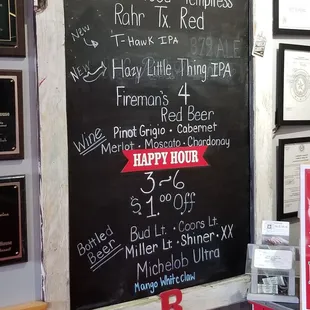 Temptress
Rahr Tx Red
New
T-Hawk IPA
New
Hazy Little Thing IPA
Fireman's 4
Red Beer
Wine
Pinot Grigio · Cabernet
Merlot · Moscato · Chardonnay
HAPPY HOUR
3-6
$1.00 Off
Bottled
Beer
Bud Lt. · Coors Lt.
Miller Lt. · Shiner · XX
Michelob Ultra
Mango White Claw